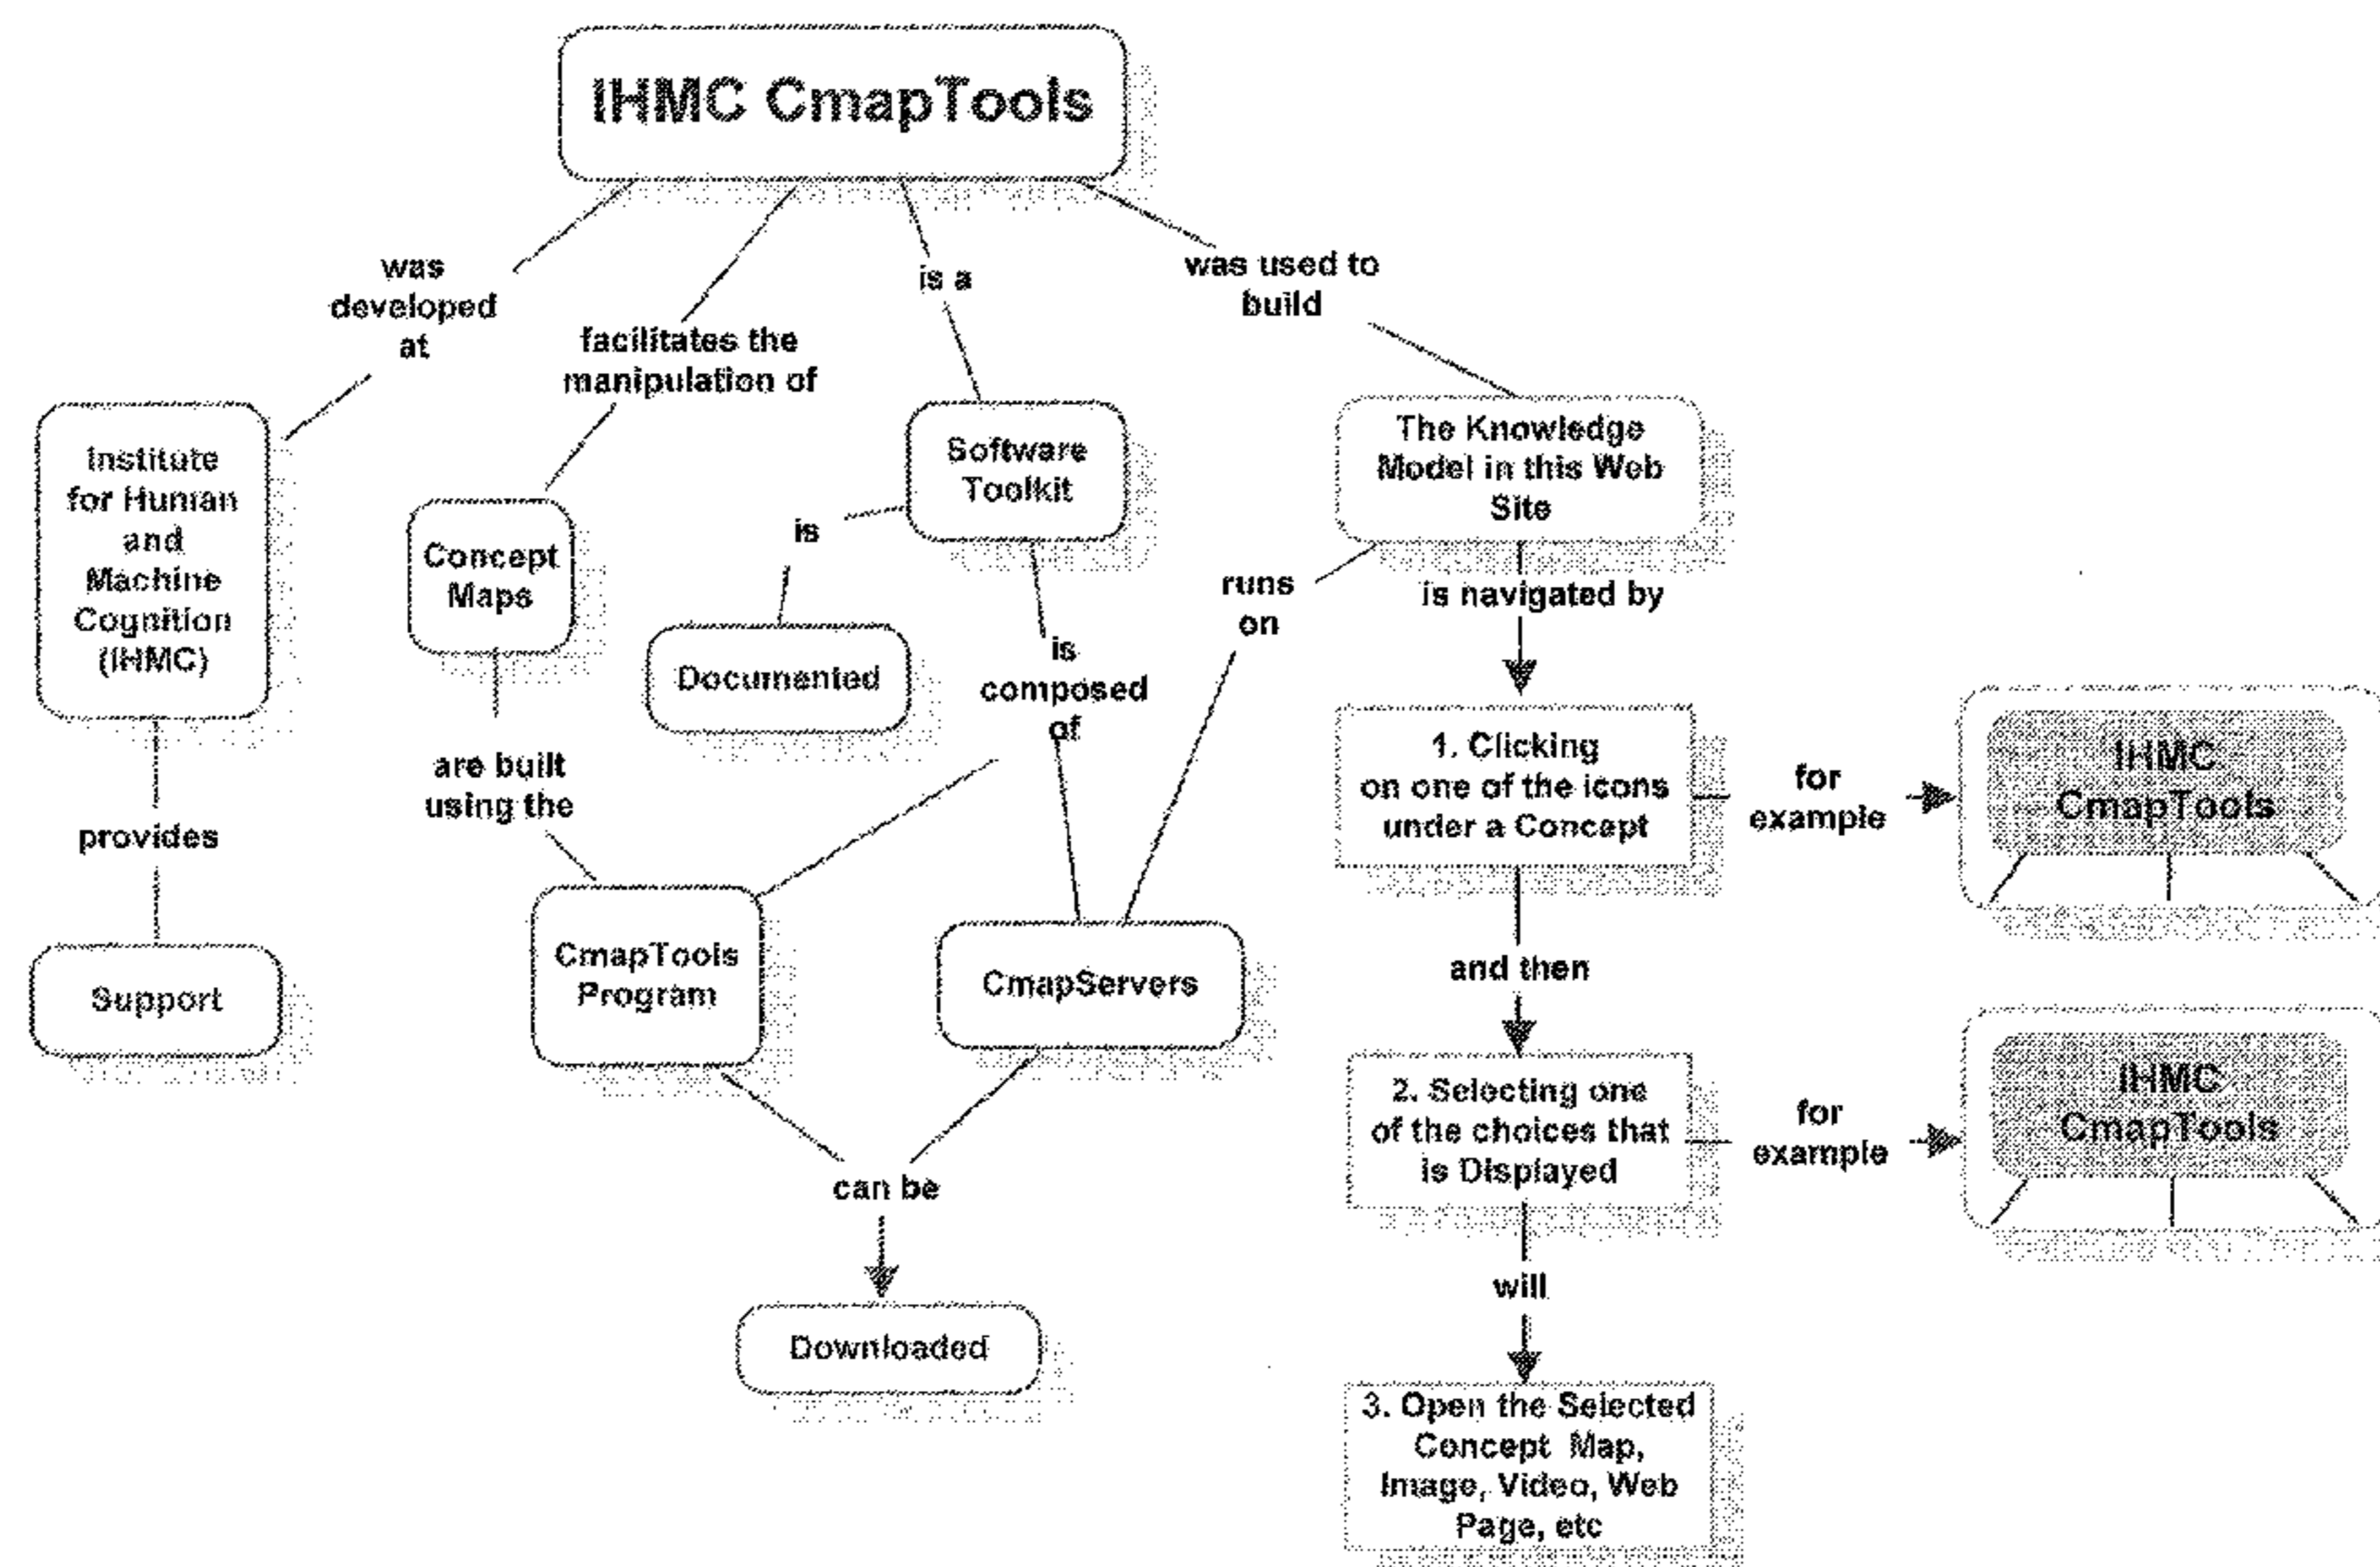 IHMC CmapTools
was
developed
at
facilitates the
manipulation of
is a
was used to
build
Institute
for Human
and
Machine
Cognition
(IHMC)
Concept
Maps
Software
Toolkit
The Knowledge
Model in this Web
Site
is
Documented
is
composed
of
runs
on
is navigated by
provides
are built
using the
1. Clicking
on one of the icons
under a Concept
for
example
IHMC
CmapTools
Support
CmapTools
Program
CmapServers
and then
2. Selecting one
of the choices that
is Displayed
for
example
IHMC
CmapTools
can be
Downloaded
will
3. Open the Selected
Concept Map,
Image, Video, Web
Page, etc